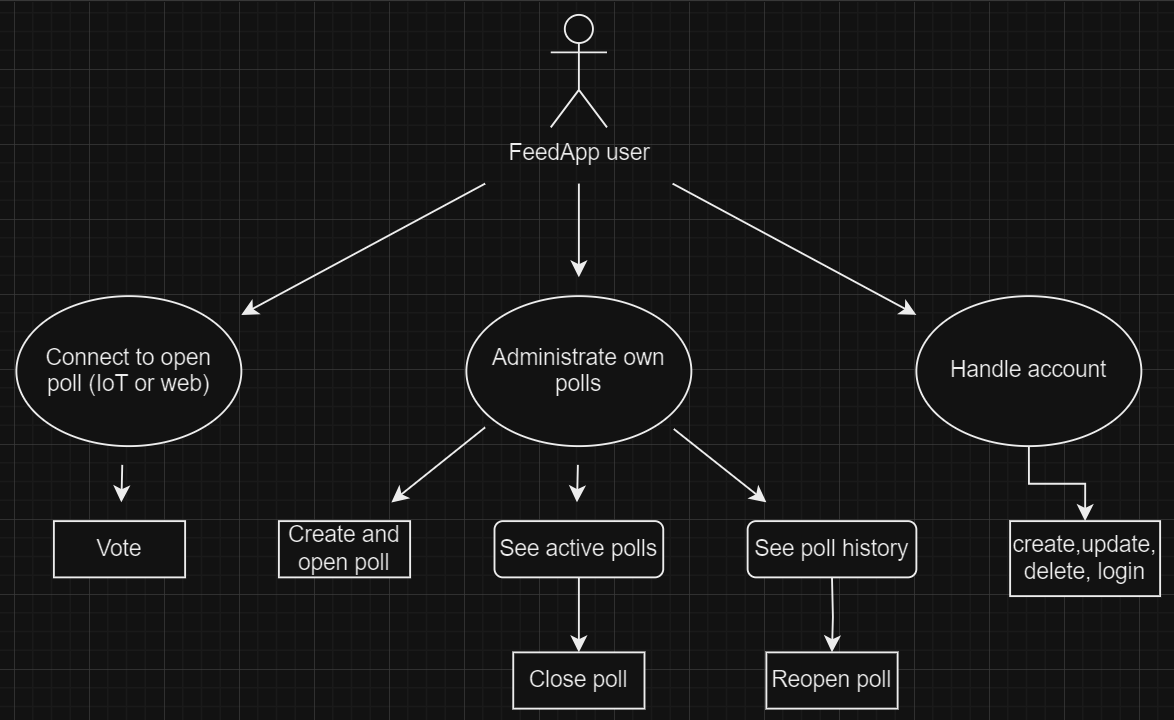 FeedApp user
Connect to open
poll (IoT or web)
Administrate own
polls
Handle account
Vote
Create and
open poll
See active polls
See poll history
create,update,
delete, login
Close poll
Reopen poll